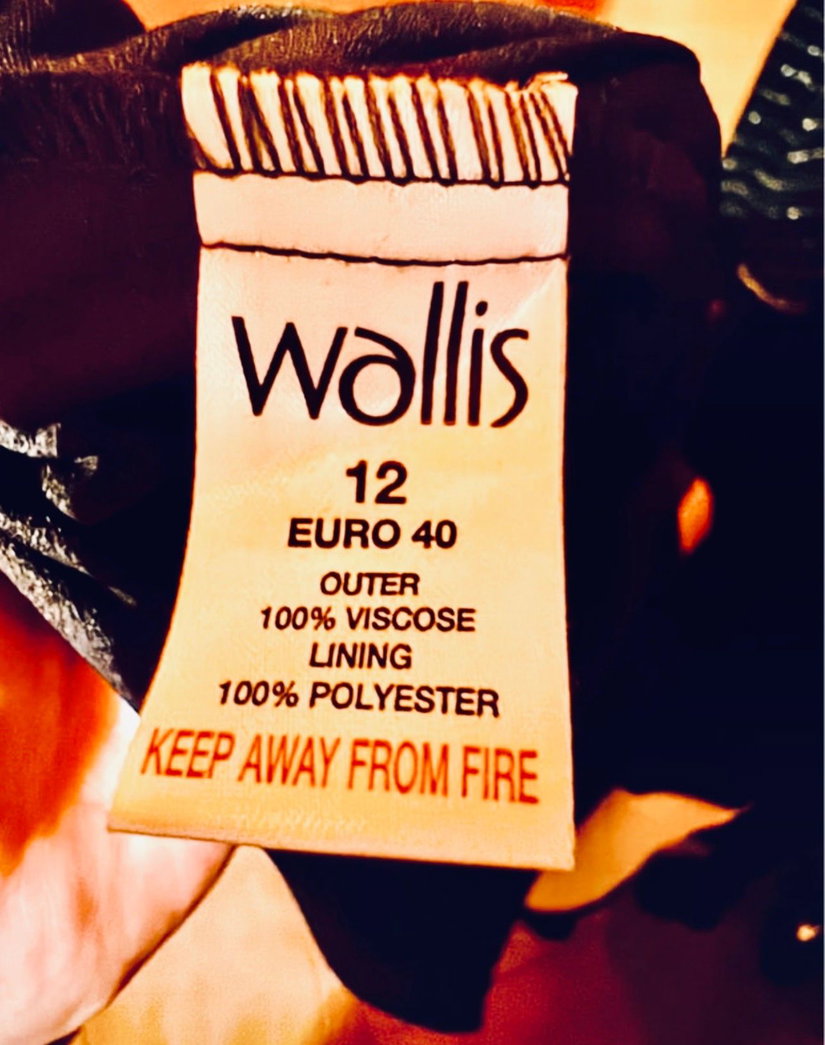 wallis
12
EURO 40
OUTER
100% VISCOSE
LINING
100% POLYESTER
KEEP AWAY FROM FIRE